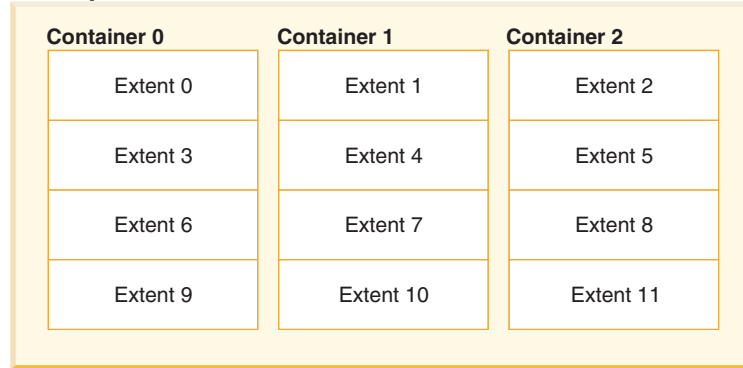 Container 0 Container 1 Container 2
Extent 0 Extent 1 Extent 2
Extent 3 Extent 4 Extent 5
Extent 6 Extent 7 Extent 8
Extent 9 Extent 10 Extent 11